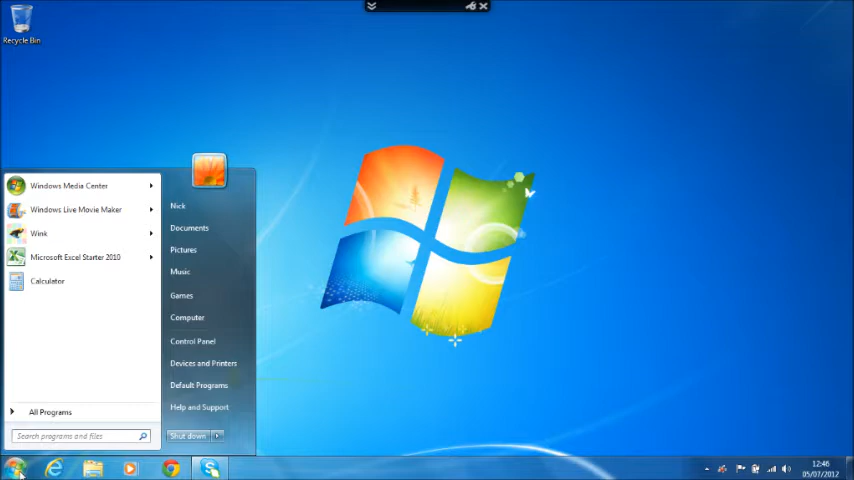 Recycle Bin
Windows Media Center
Windows Live Movie Maker
Wink
Microsoft Excel Starter 2010
Calculator
All Programs
Search programs and files
Nick
Documents
Pictures
Music
Games
Computer
Control Panel
Devices and Printers
Default Programs
Help and Support
Shut down
12:46
05/07/2012